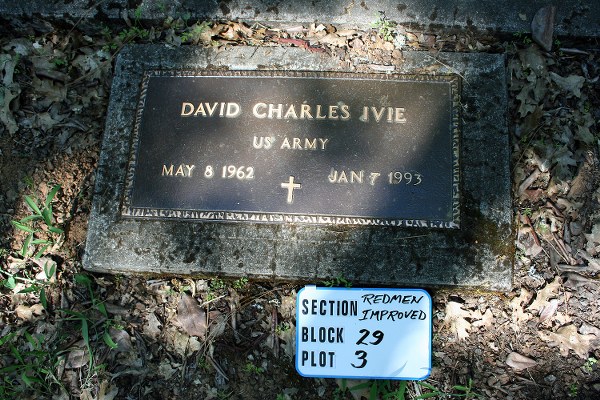 DAVID CHARLES IVIE
US ARMY
MAY 8 1962 JAN 7 1993
SECTION REDMEN IMPROVED
BLOCK 29
PLOT 3